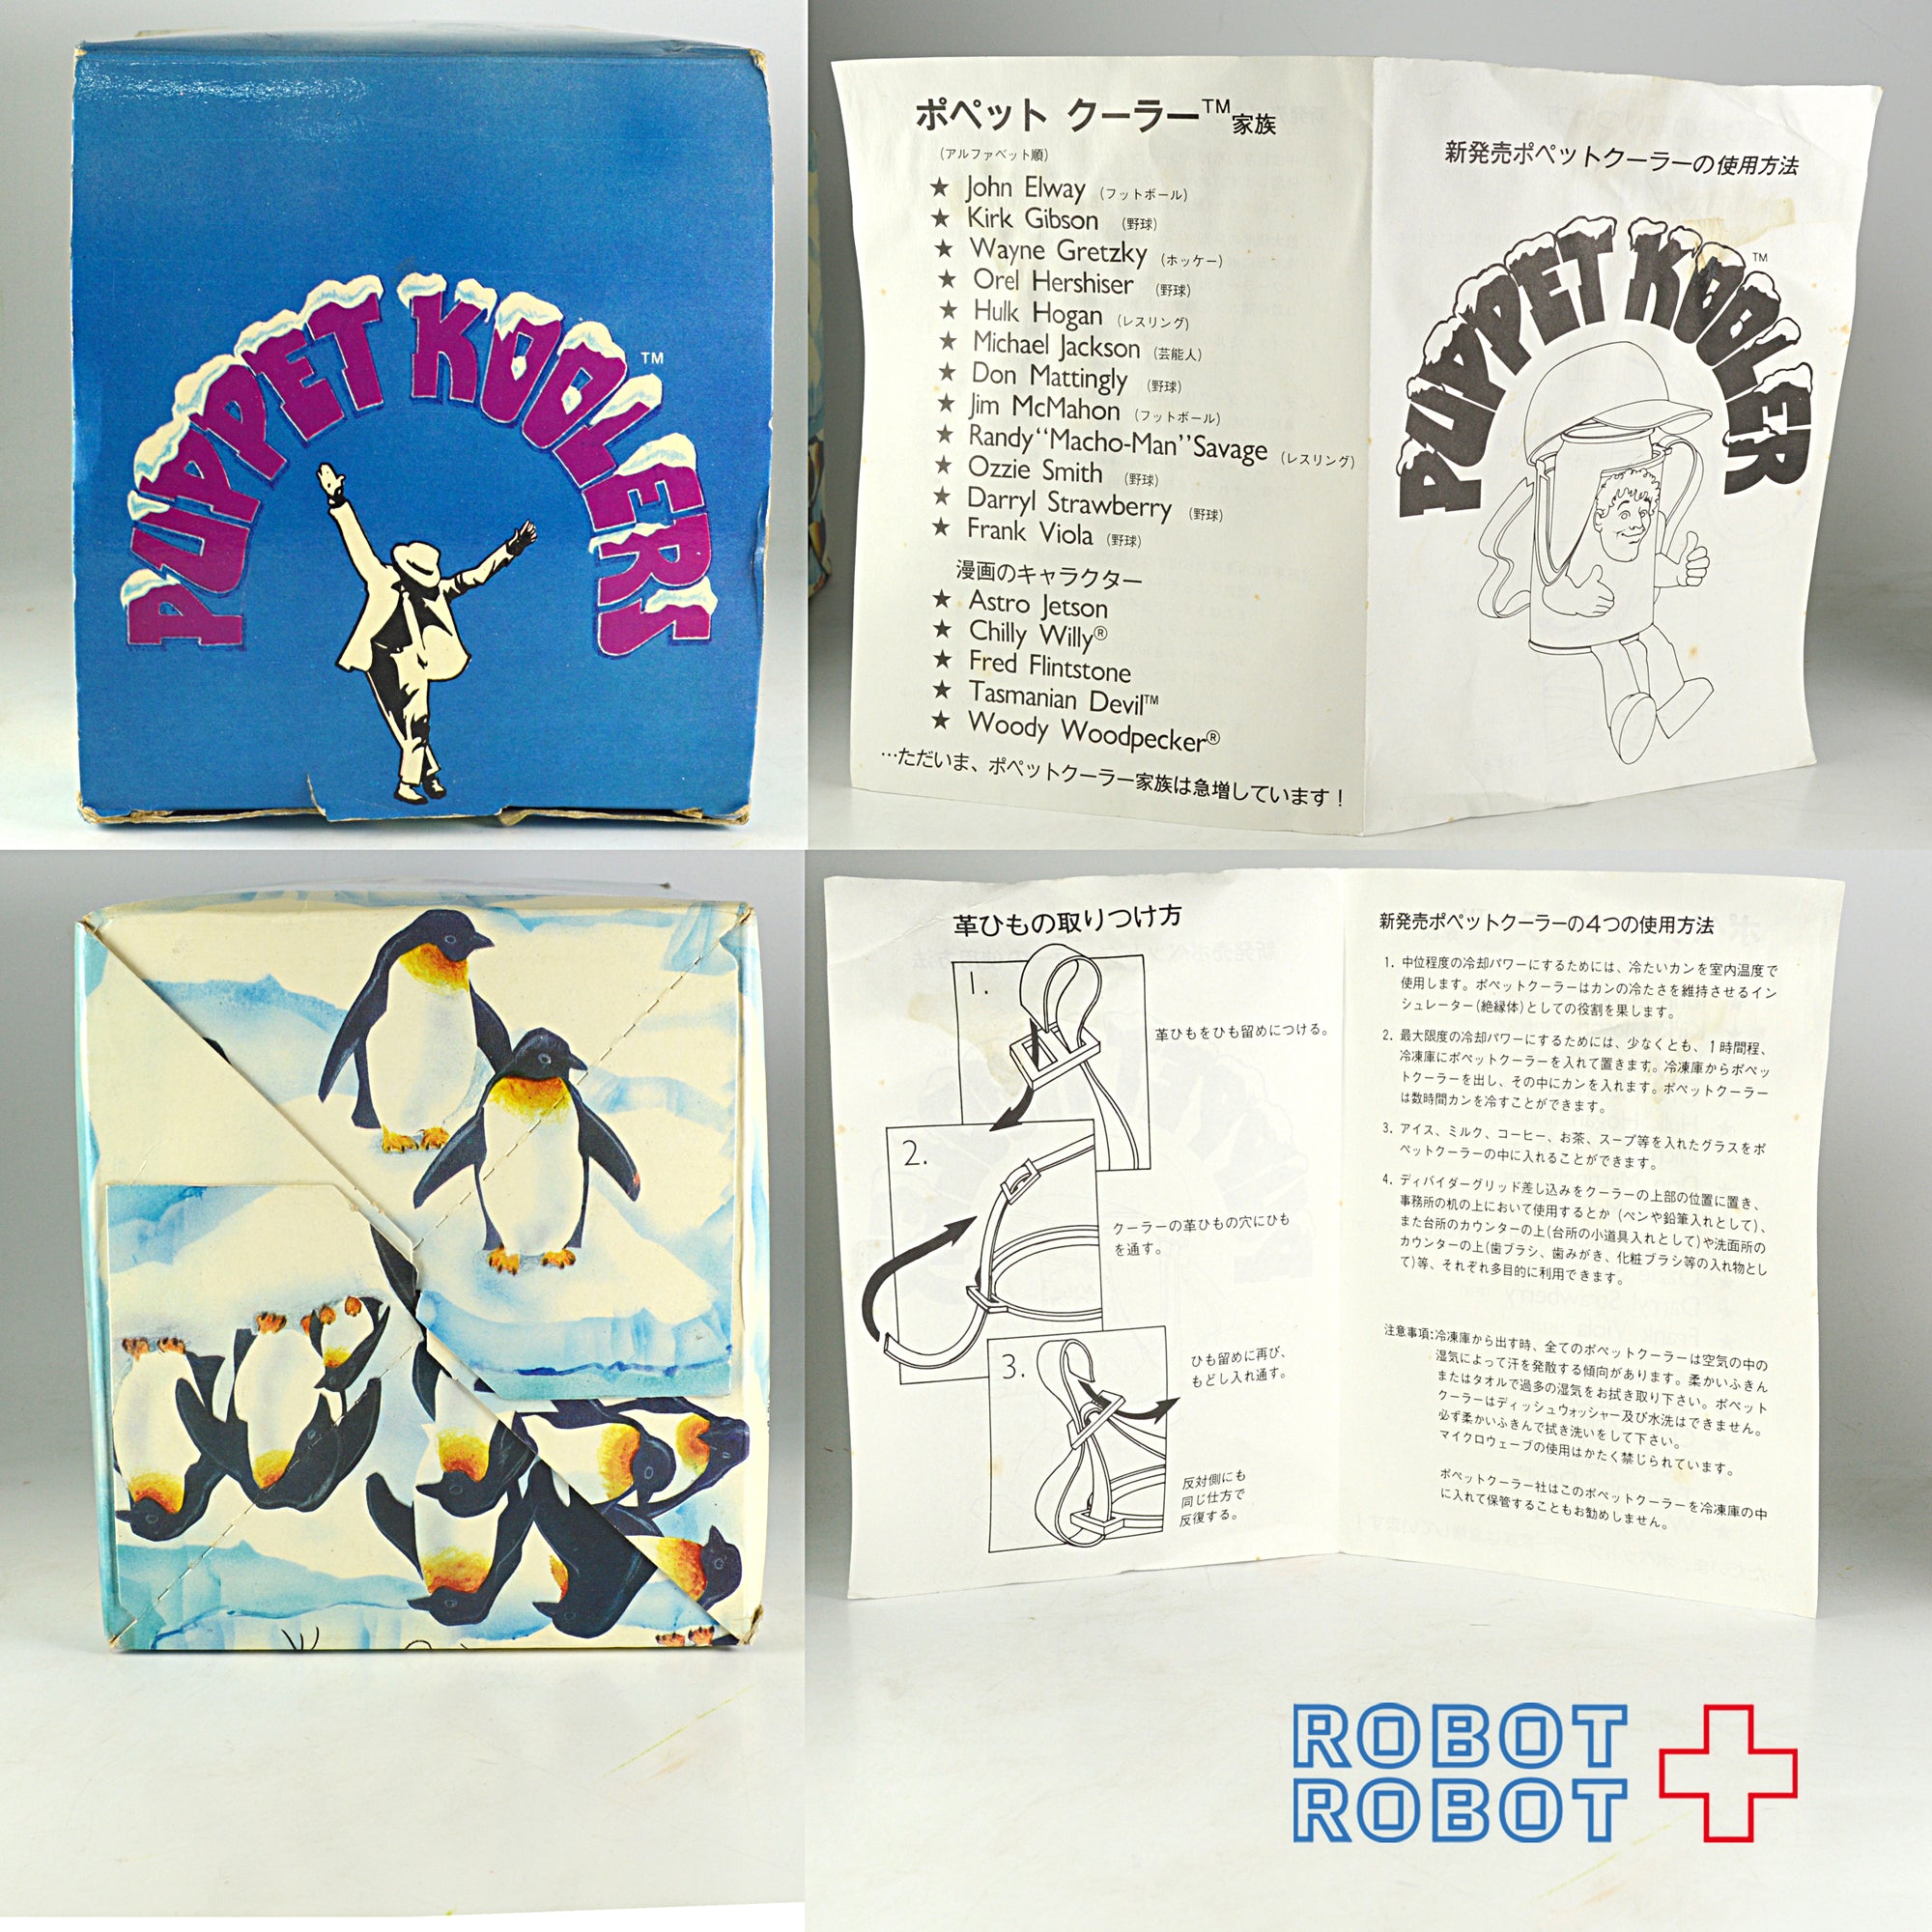 PUPPET KOOLERS
TM
ポペット クーラー™家族
(アルファベット順)
★ John Elway (フットボール)
★ Kirk Gibson (野球)
★ Wayne Gretzky (ホッケー)
★ Orel Hershiser (野球)
★ Hulk Hogan (レスリング)
★ Michael Jackson (芸能人)
★ Don Mattingly (野球)
★ Jim McMahon (フットボール)
★ Randy “Macho-Man” Savage (レスリング)
★ Ozzie Smith (野球)
★ Darryl Strawberry (野球)
★ Frank Viola (野球)
漫画のキャラクター
★ Astro Jetson
★ Chilly Willy®
★ Fred Flintstone
★ Tasmanian Devil™
★ Woody Woodpecker®
…ただいま、ポペットクーラー家族は急増しています！
新発売ポペットクーラーの使用方法
PUPPET KOOLER
TM
革ひもの取りつけ方
1.
革ひもをひも留めにつける。
2.
クーラーの革ひもの穴にひも
を通す。
3.
ひも留めに再び、
もどし入れ通す。
反対側にも
同じ仕方で
反復する。
新発売ポペットクーラーの4つの使用方法
1. 中位程度の冷却パワーにするためには、冷たいカンを室内温度で
使用します。ポペットクーラーはカンの冷たさを維持させるイン
シュレーター(絶縁体)としての役割を果します。
2. 最大限度の冷却パワーにするためには、少なくとも、1時間程、
冷凍庫にポペットクーラーを入れて置きます。冷凍庫からポペッ
トクーラーを出し、その中にカンを入れます。ポペットクーラー
は数時間カンを冷すことができます。
3. アイス、ミルク、コーヒー、お茶、スープ等を入れたグラスをポ
ペットクーラーの中に入れることができます。
4. ディバイダーグリッド差し込みをクーラーの上部の位置に置き、
事務所の机の上において使用するとか (ペンや鉛筆入れとして)、
また台所のカウンターの上(台所の小道具入れとして)や洗面所の
カウンターの上(歯ブラシ、歯みがき、化粧ブラシ等の入れ物とし
て)等、それぞれ多目的に利用できます。
注意事項:冷凍庫から出す時、全てのポペットクーラーは空気の中の
湿気によって汗を発散する傾向があります。柔かいふきん
またはタオルで過多の湿気をお拭き取り下さい。ポペット
クーラーはディッシュウォッシャー及び水洗はできません。
必ず柔かいふきんで拭き洗いをして下さい。
マイクロウェーブの使用はかたく禁じられています。
ポペットクーラー社はこのポペットクーラーを冷凍庫の中
に入れて保管することもお勧めしません。
ROBOT
ROBOT